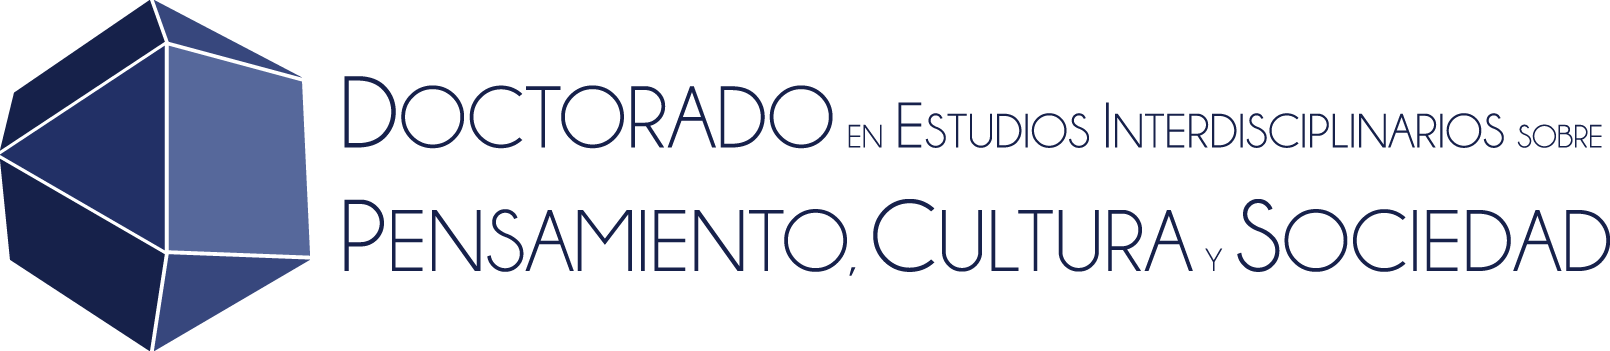 DOCTORADO EN ESTUDIOS INTERDISCIPLINARIOS SOBRE
PENSAMIENTO, CULTURA Y SOCIEDAD